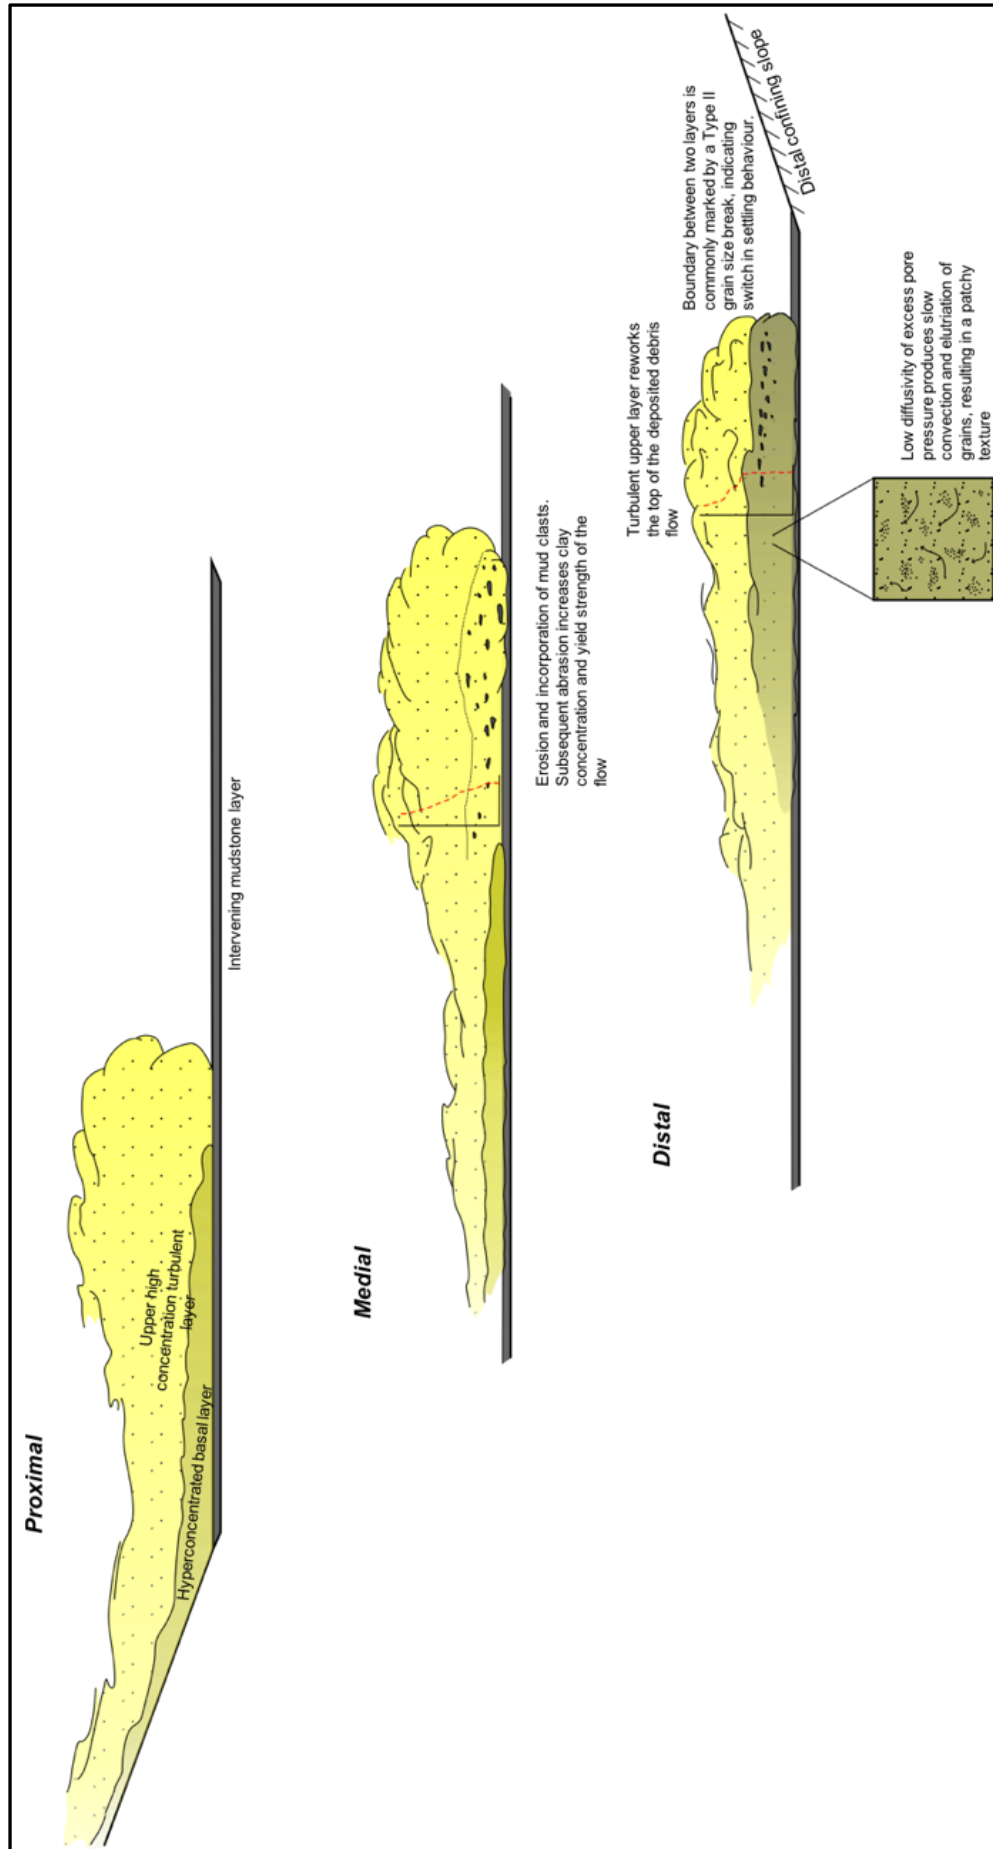 Proximal
Upper high
concentration turbulent
layer
Hyperconcentrated basal layer
Intervening mudstone layer
Medial
Erosion and incorporation of mud clasts.
Subsequent abrasion increases clay
concentration and yield strength of the
flow
Distal
Turbulent upper layer reworks
the top of the deposited debris
flow
Boundary between two layers is
commonly marked by a Type II
grain size break, indicating
switch in settling behaviour.
Distal confining slope
Low diffusivity of excess pore
pressure produces slow
convection and elutriation of
grains, resulting in a patchy
texture